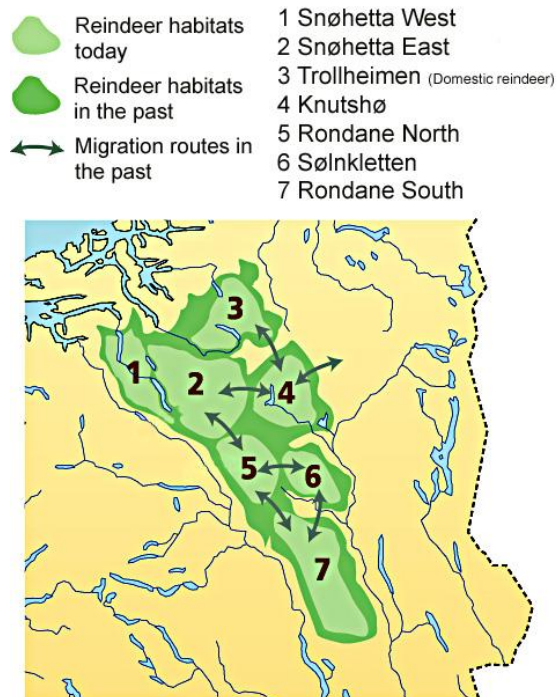 Reindeer habitats
today
Reindeer habitats
in the past
Migration routes in
the past
1 Snøhetta West
2 Snøhetta East
3 Trollheimen (Domestic reindeer)
4 Knutshø
5 Rondane North
6 Sølnkletten
7 Rondane South
3
1
2
4
5
6
7